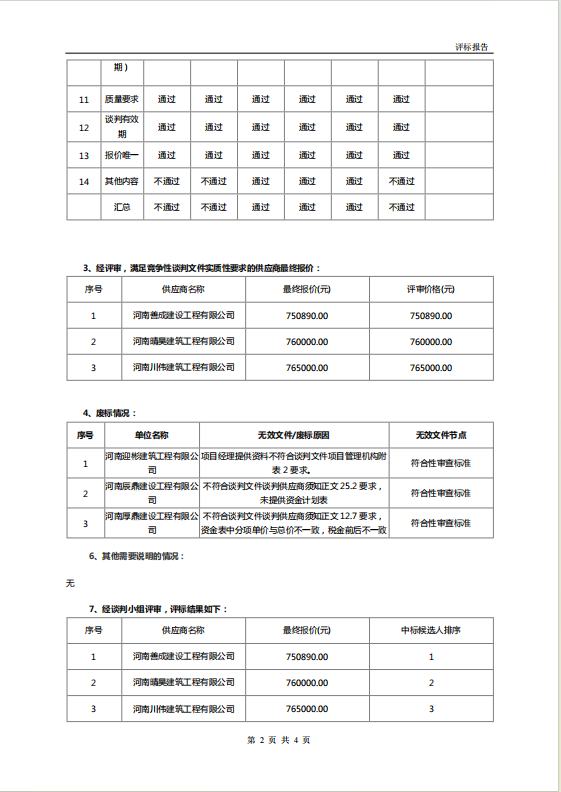 评标报告
期）
11 质量要求 通过 通过 通过 通过 通过 通过
12 谈判有效期 通过 通过 通过 通过 通过 通过
13 报价唯一 通过 通过 通过 通过 通过 通过
14 其他内容 不通过 不通过 通过 通过 通过 不通过
汇总 不通过 不通过 通过 通过 通过 不通过
3、经评审，满足竞争性谈判文件实质性要求的供应商最终报价：
序号 供应商名称 最终报价(元) 评审价格(元)
1 河南善成建设工程有限公司 750890.00 750890.00
2 河南晴昊建筑工程有限公司 760000.00 760000.00
3 河南川伟建筑工程有限公司 765000.00 765000.00
4、废标情况：
序号 单位名称 无效文件/废标原因 无效文件节点
1 河南迎彬建筑工程有限公司 项目经理提供资料不符合谈判文件项目管理机构附表 2 要求。 符合性审查标准
2 河南辰鼎建设工程有限公司 不符合谈判文件谈判供应商须知正文 25.2 要求，未提供资金计划表 符合性审查标准
3 河南厚鼎建设工程有限公司 不符合谈判文件谈判供应商须知正文 12.7 要求，资金表中分项单价与总价不一致，税金前后不一致 符合性审查标准
6、其他需要说明的情况：
无
7、经谈判小组评审，评标结果如下：
序号 供应商名称 最终报价(元) 中标候选人排序
1 河南善成建设工程有限公司 750890.00 1
2 河南晴昊建筑工程有限公司 760000.00 2
3 河南川伟建筑工程有限公司 765000.00 3
第 2 页 共 4 页